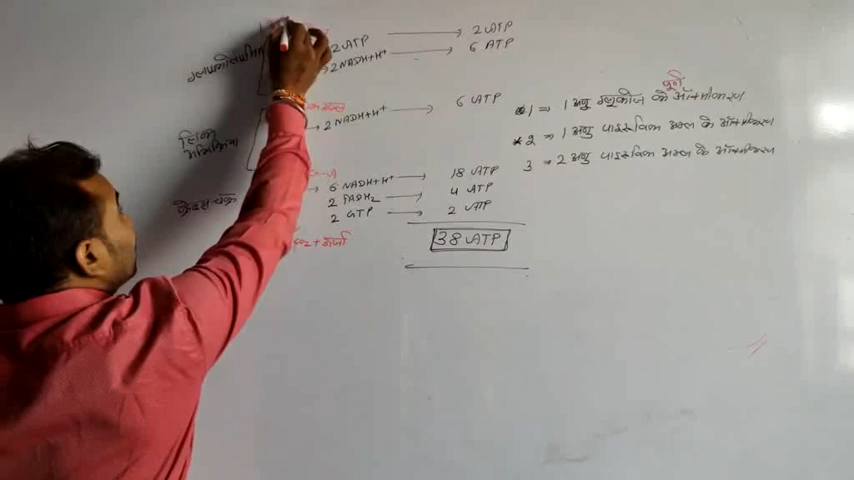 2 ATP → 2 ATP
ग्लाइकोलाइसिस
2 NADH+H⁺ → 6 ATP
लिंक
अभिक्रिया
2 NADH+H⁺ → 6 ATP
6 NADH+H⁺ → 18 ATP
क्रेब्स चक्र
2 FADH₂ → 4 ATP
2 GTP → 2 ATP
CO₂ + ऊर्जा
38 ATP
पूर्ण
*1 ⇒ 1 अणु ग्लूकोज के ऑक्सीकरण
*2 ⇒ 1 अणु पाइरुविक अम्ल के ऑक्सीकरण
3 ⇒ 2 अणु पाइरुविक अम्ल के ऑक्सीकरण